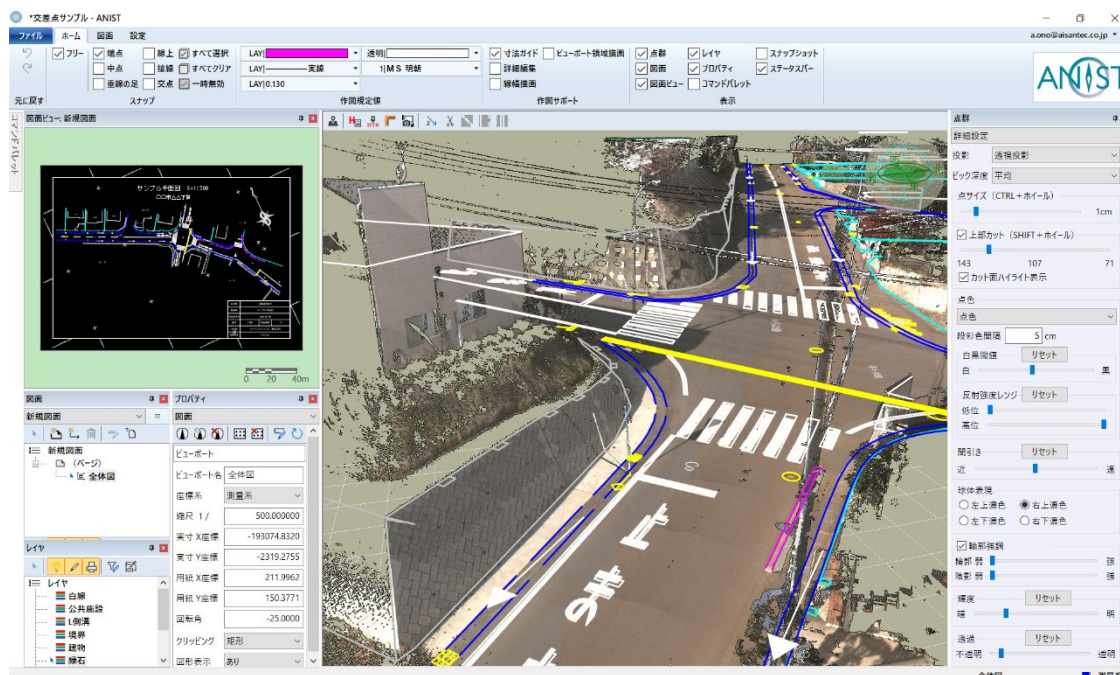 *交差点サンプル - ANIST
ファイル ホーム 図面 設定
a.ono@aisantec.co.jp
フリー 端点 線上 すべて選択
中点 接線 すべてクリア
垂線の足 交点 一時無効
LAY| 透明|
LAY| 実線 1|MS 明朝
LAY|0.130
寸法ガイド ビューポート領域描画
詳細編集
線幅描画
点群 レイヤ スナップショット
図面 プロパティ ステータスバー
図面ビュー コマンドパレット
ANIST
元に戻す スナップ 作図規定値 作図サポート 表示
コマンドパレット
図面ビュー: 新規図面
サンプル平面図 S=1:500
〇〇市△△丁目
0 20 40m
図面
新規図面
新規図面
(ページ)
全体図
レイヤ
レイヤ
白線
公共施設
L側溝
境界
建物
縁石
プロパティ
図面
ビューポート
ビューポート名 全体図
座標系 測量系
縮尺 1/ 500.000000
実寸 X座標 -193074.8320
実寸 Y座標 -2319.2755
用紙 X座標 211.9962
用紙 Y座標 150.3771
回転角 -25.0000
クリッピング 矩形
図形表示 あり
西
止
ま
点群
詳細設定
投影 透視投影
ピック深度 平均
点サイズ (CTRL+ホイール)
1cm
上部カット (SHIFT+ホイール)
143 107 71
カット面ハイライト表示
点色
点色
段彩色間隔 5 cm
白黒閾値 リセット
白 黒
反射強度レンジ リセット
低位
高位
間引き リセット
近 遠
球体表現
左上濃色 右上濃色
左下濃色 右下濃色
輪郭強調
輪郭 弱 強
陰影 弱 強
輝度 リセット
暗 明
透過 リセット
不透明 透明
全体図